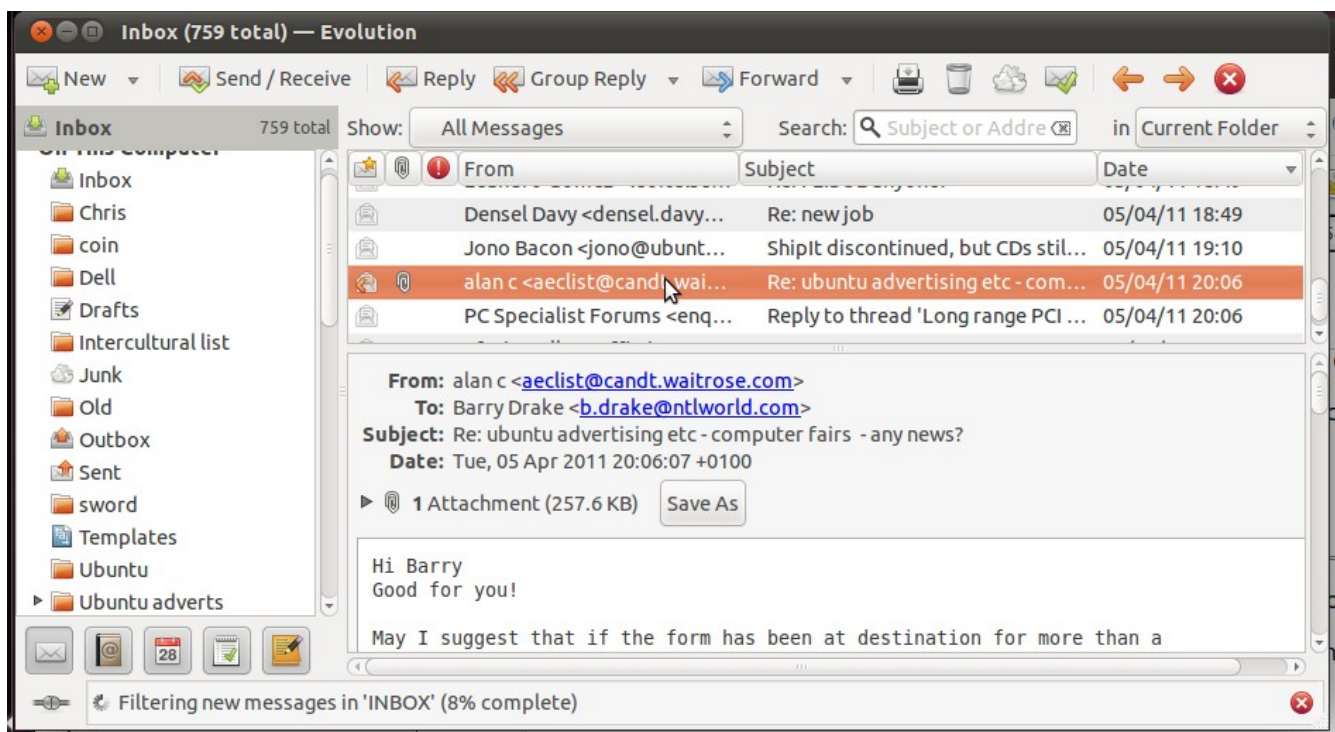 Inbox (759 total) — Evolution
New Send / Receive Reply Group Reply Forward
Inbox 759 total Show: All Messages Search: Subject or Addre in Current Folder
On This Computer
Inbox
Chris
coin
Dell
Drafts
Intercultural list
Junk
Old
Outbox
Sent
sword
Templates
Ubuntu
Ubuntu adverts
28
From Subject Date
Densel Davy <densel.davy... Re: new job 05/04/11 18:49
Jono Bacon <jono@ubunt... ShipIt discontinued, but CDs stil... 05/04/11 19:10
alan c <aeclist@candt.wai... Re: ubuntu advertising etc - com... 05/04/11 20:06
PC Specialist Forums <enq... Reply to thread 'Long range PCI ... 05/04/11 20:06
From: alan c <aeclist@candt.waitrose.com>
To: Barry Drake <b.drake@ntlworld.com>
Subject: Re: ubuntu advertising etc - computer fairs - any news?
Date: Tue, 05 Apr 2011 20:06:07 +0100
1 Attachment (257.6 KB) Save As
Hi Barry
Good for you!
May I suggest that if the form has been at destination for more than a
Filtering new messages in 'INBOX' (8% complete)